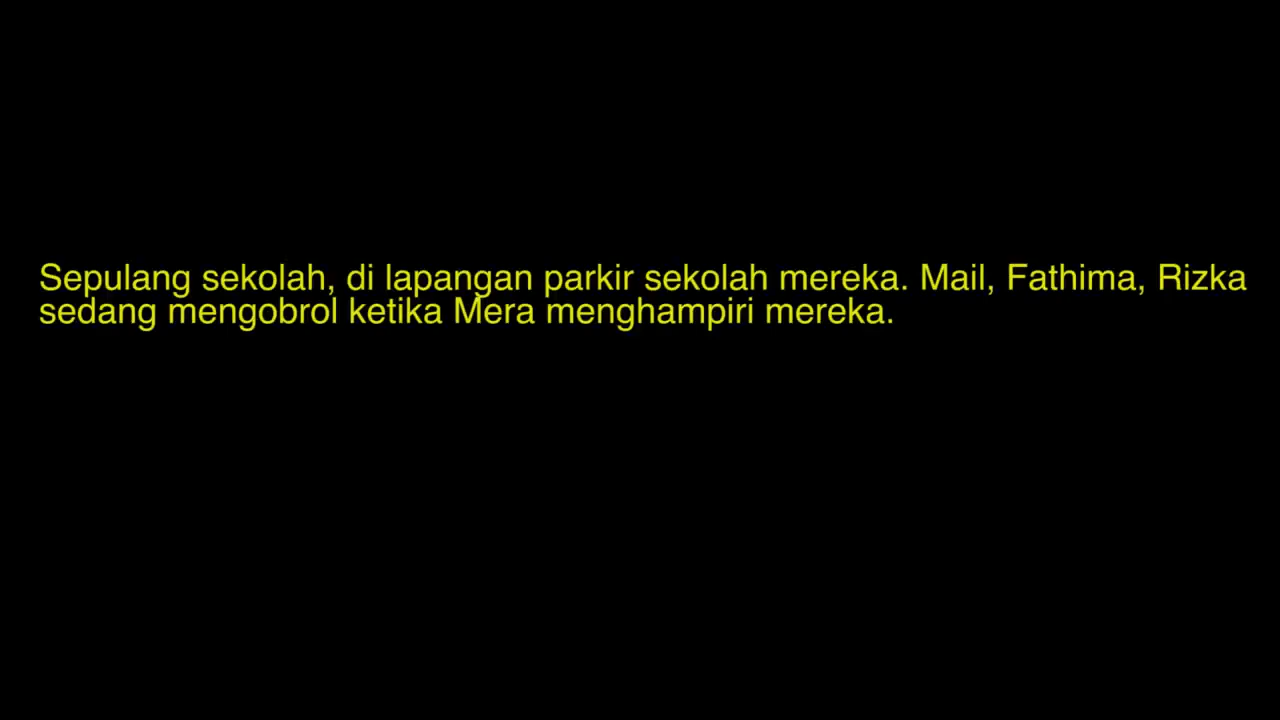 Sepulang sekolah, di lapangan parkir sekolah mereka. Mail, Fathima, Rizka
sedang mengobrol ketika Mera menghampiri mereka.